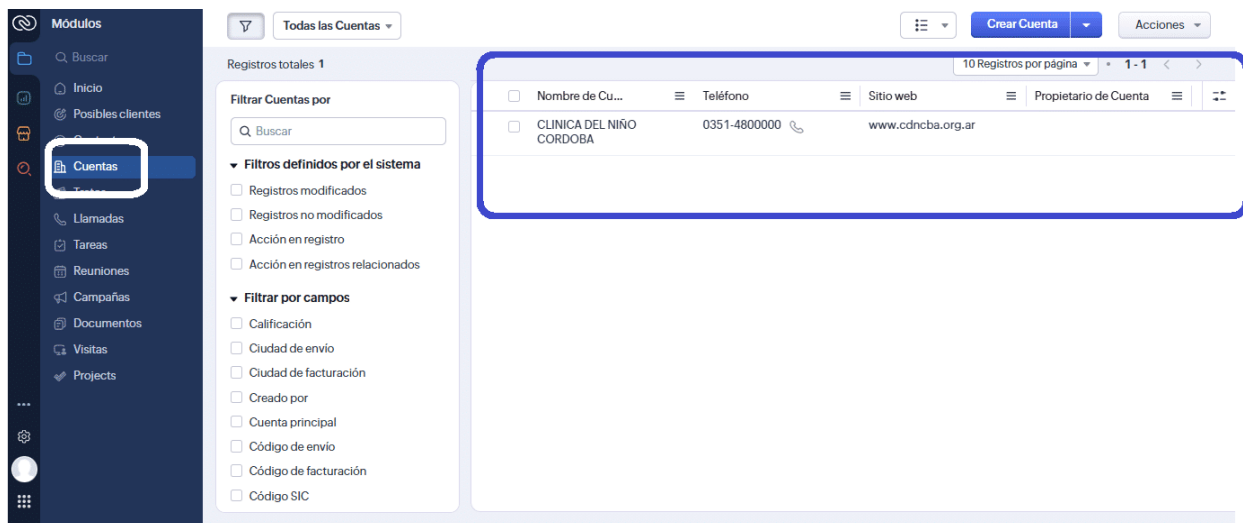 Módulos
Buscar
Inicio
Posibles clientes
Cuentas
Llamadas
Tareas
Reuniones
Campañas
Documentos
Visitas
Projects
Todas las Cuentas
Crear Cuenta
Acciones
Registros totales 1
10 Registros por página
1 - 1
Filtrar Cuentas por
Buscar
Filtros definidos por el sistema
Registros modificados
Registros no modificados
Acción en registro
Acción en registros relacionados
Filtrar por campos
Calificación
Ciudad de envío
Ciudad de facturación
Creado por
Cuenta principal
Código de envío
Código de facturación
Código SIC
Nombre de Cu... Teléfono Sitio web Propietario de Cuenta
CLINICA DEL NIÑO 0351-4800000 www.cdncba.org.ar
CORDOBA